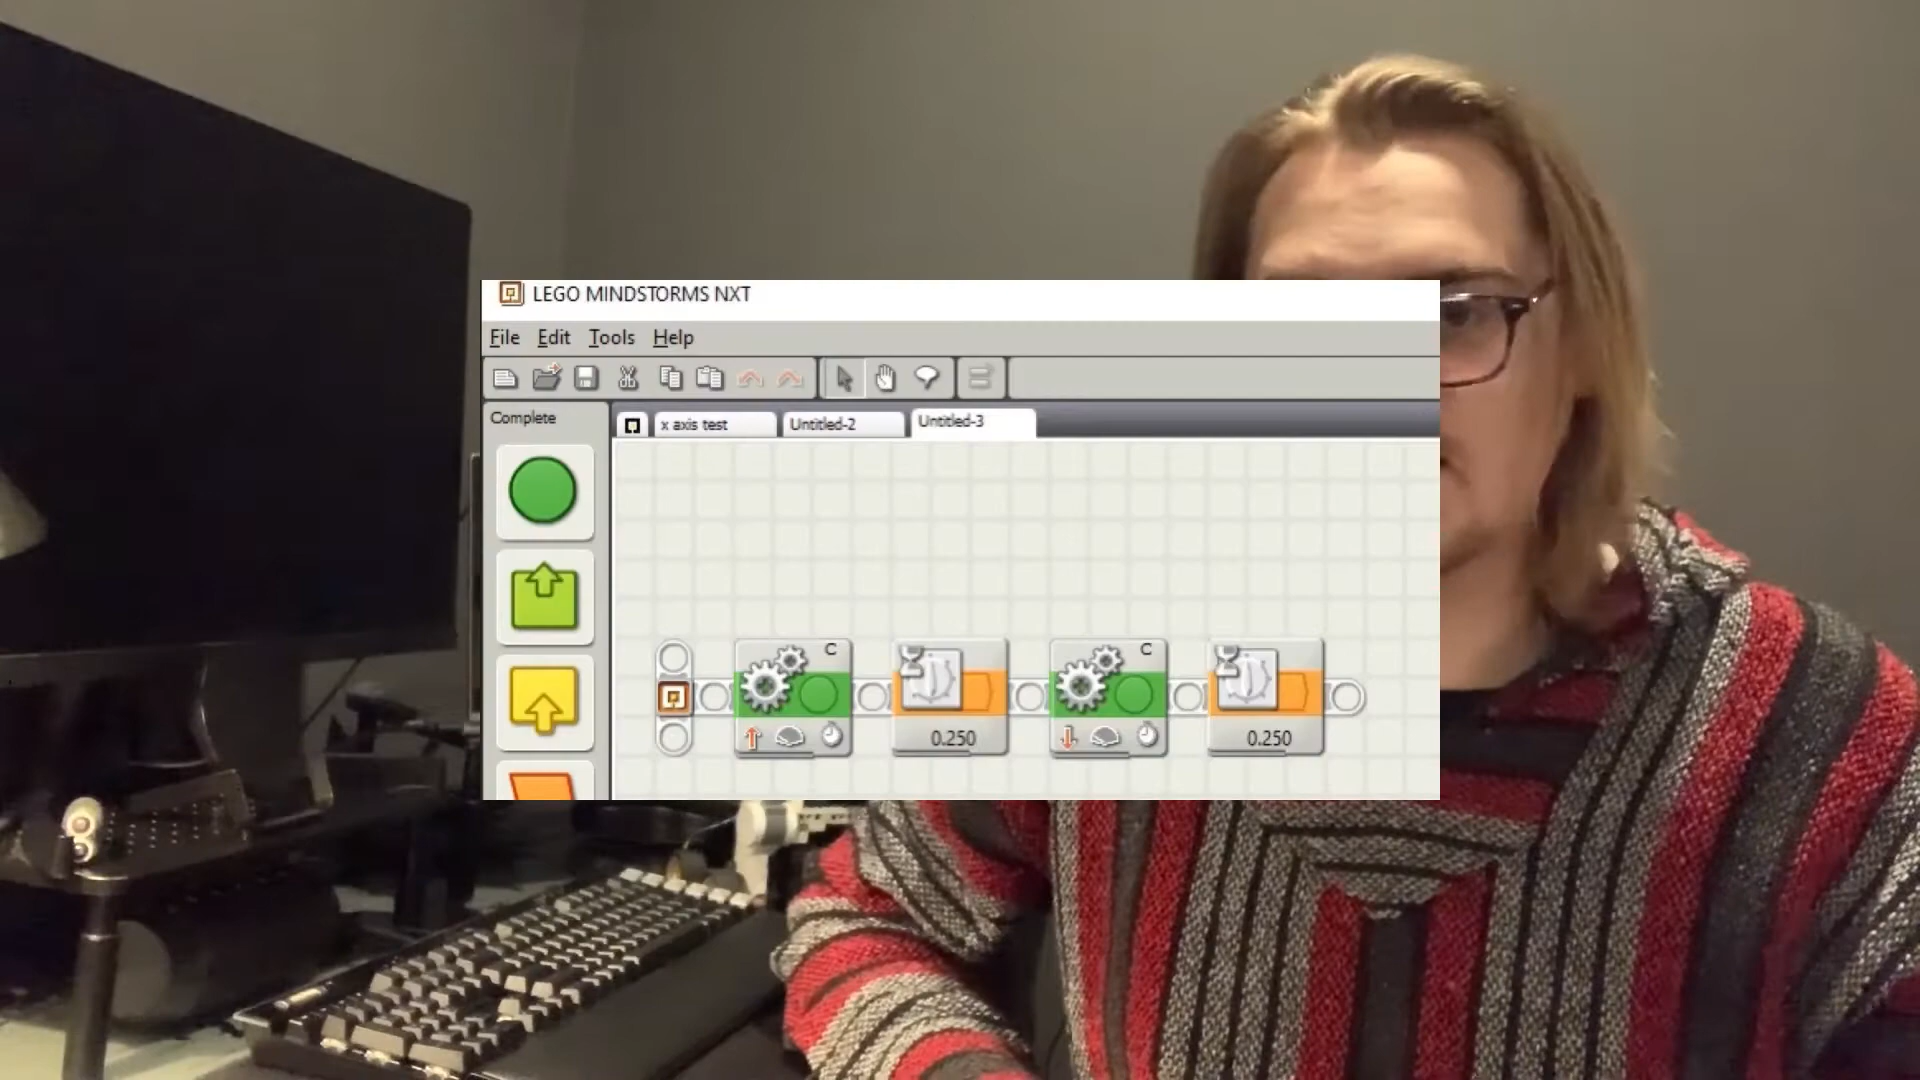 LEGO MINDSTORMS NXT
File Edit Tools Help
Complete
x axis test
Untitled-2
Untitled-3
C
C
0.250
0.250